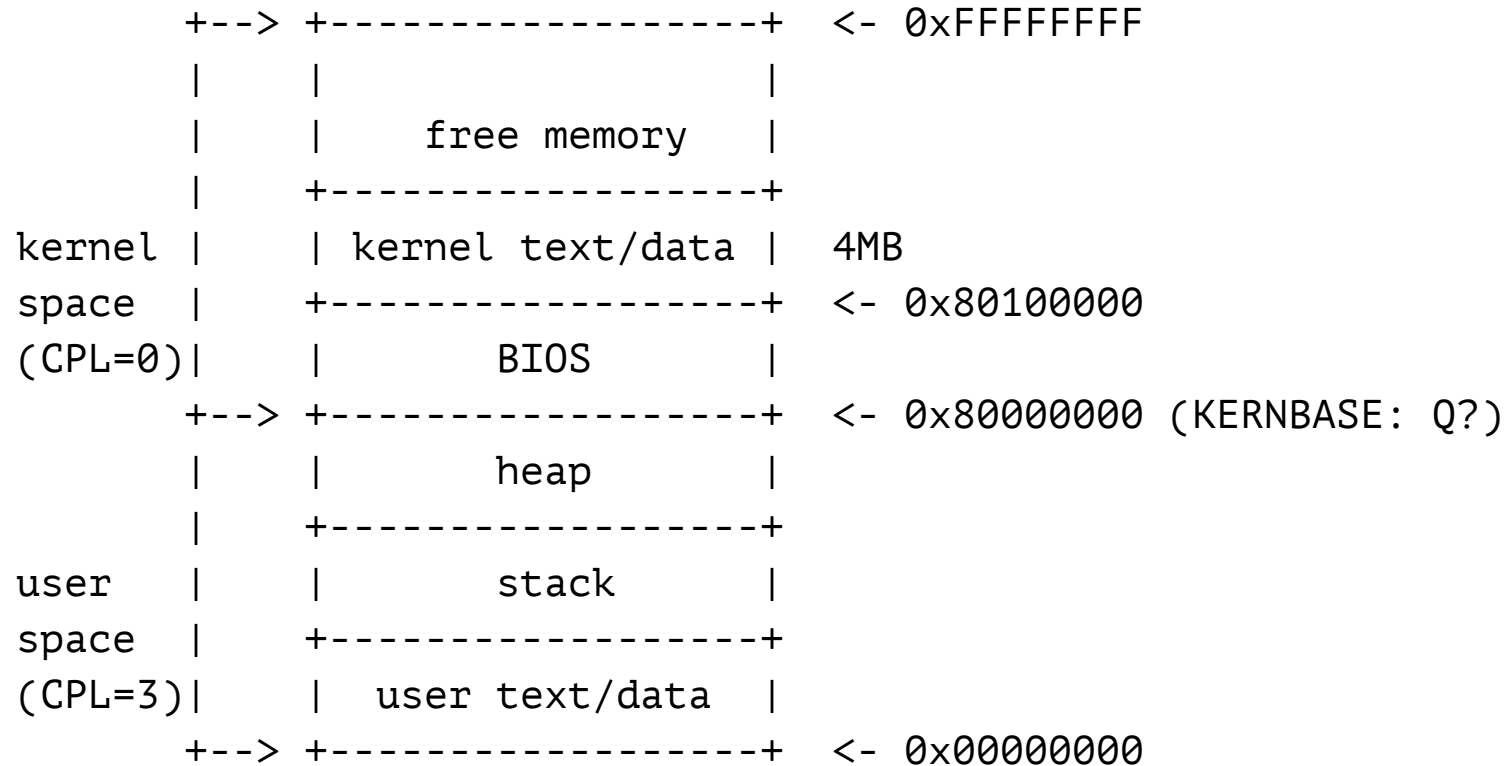 +--> +------------------+  <- 0xFFFFFFFF
      |    |                  |
      |    |    free memory   |
      |    +------------------+
kernel |    | kernel text/data |  4MB
space  |    +------------------+  <- 0x80100000
(CPL=0)|    |       BIOS       |
      +--> +------------------+  <- 0x80000000 (KERNBASE: Q?)
      |    |       heap       |
      |    +------------------+
user   |    |       stack      |
space  |    +------------------+
(CPL=3)|    |  user text/data  |
      +--> +------------------+  <- 0x00000000